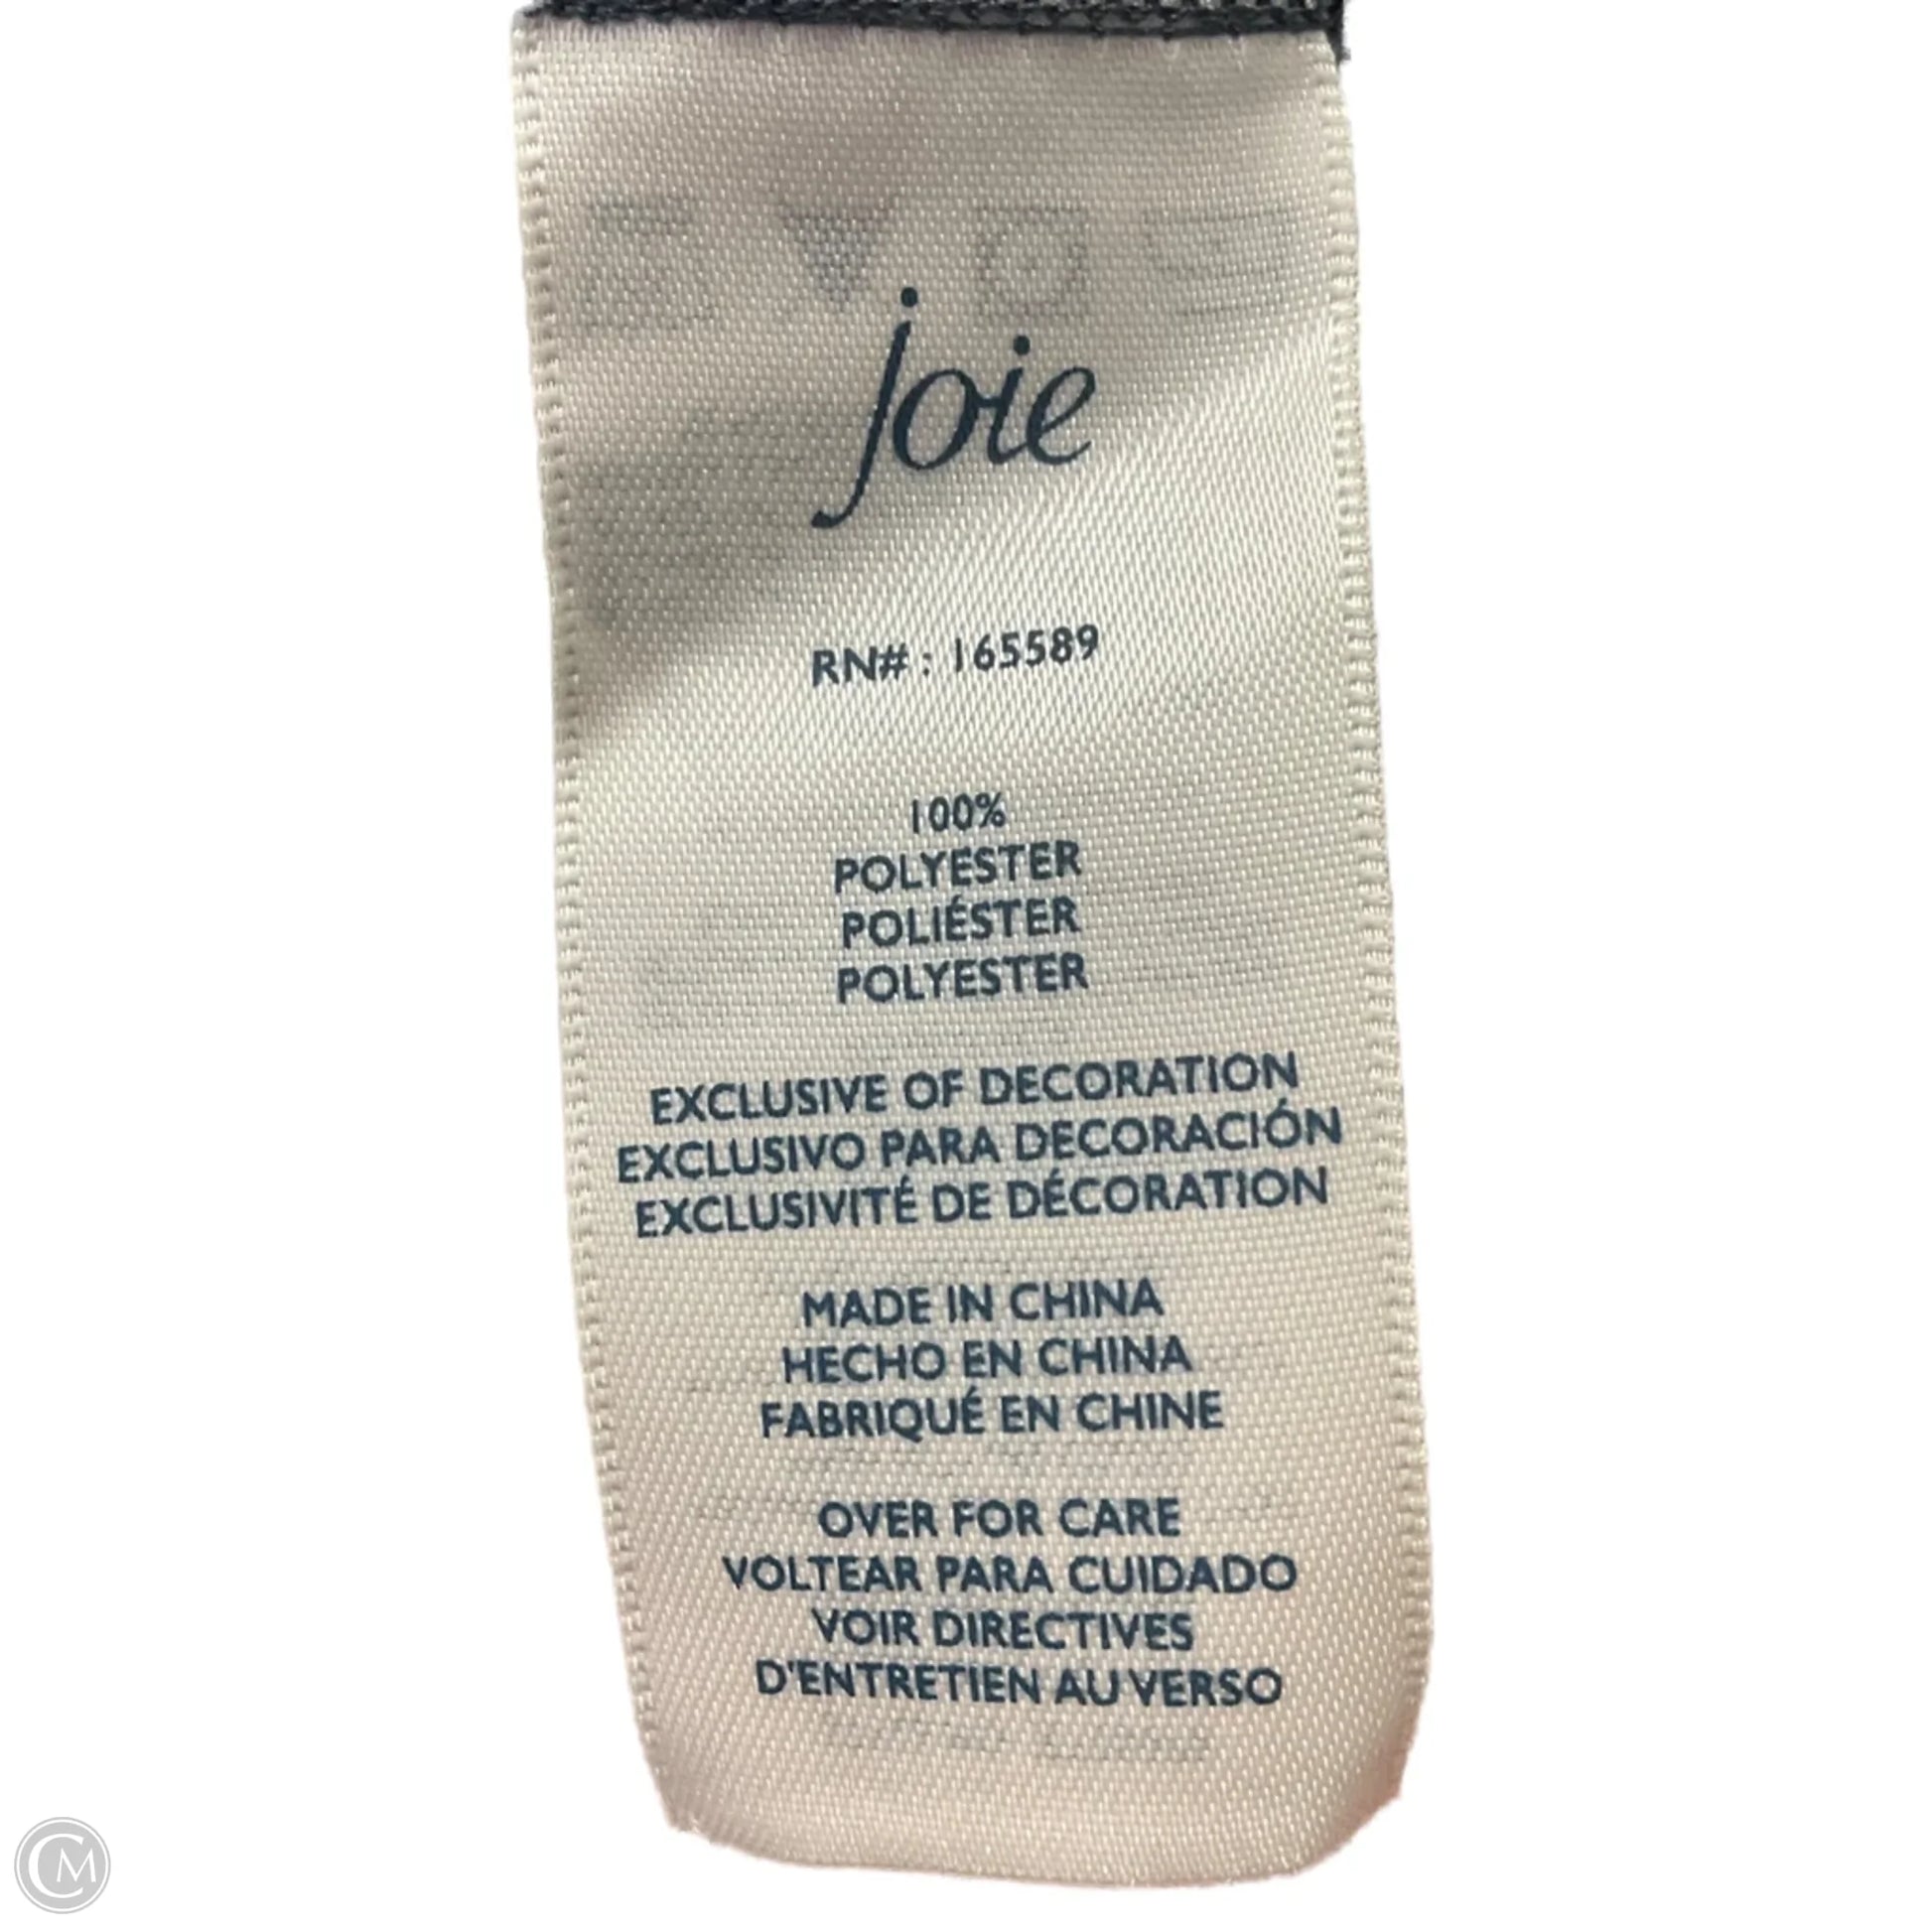 joie
RN#: 165589
100%
POLYESTER
POLIÉSTER
POLYESTER
EXCLUSIVE OF DECORATION
EXCLUSIVO PARA DECORACIÓN
EXCLUSIVITÉ DE DÉCORATION
MADE IN CHINA
HECHO EN CHINA
FABRIQUÉ EN CHINE
OVER FOR CARE
VOLTEAR PARA CUIDADO
VOIR DIRECTIVES
D'ENTRETIEN AU VERSO
CM